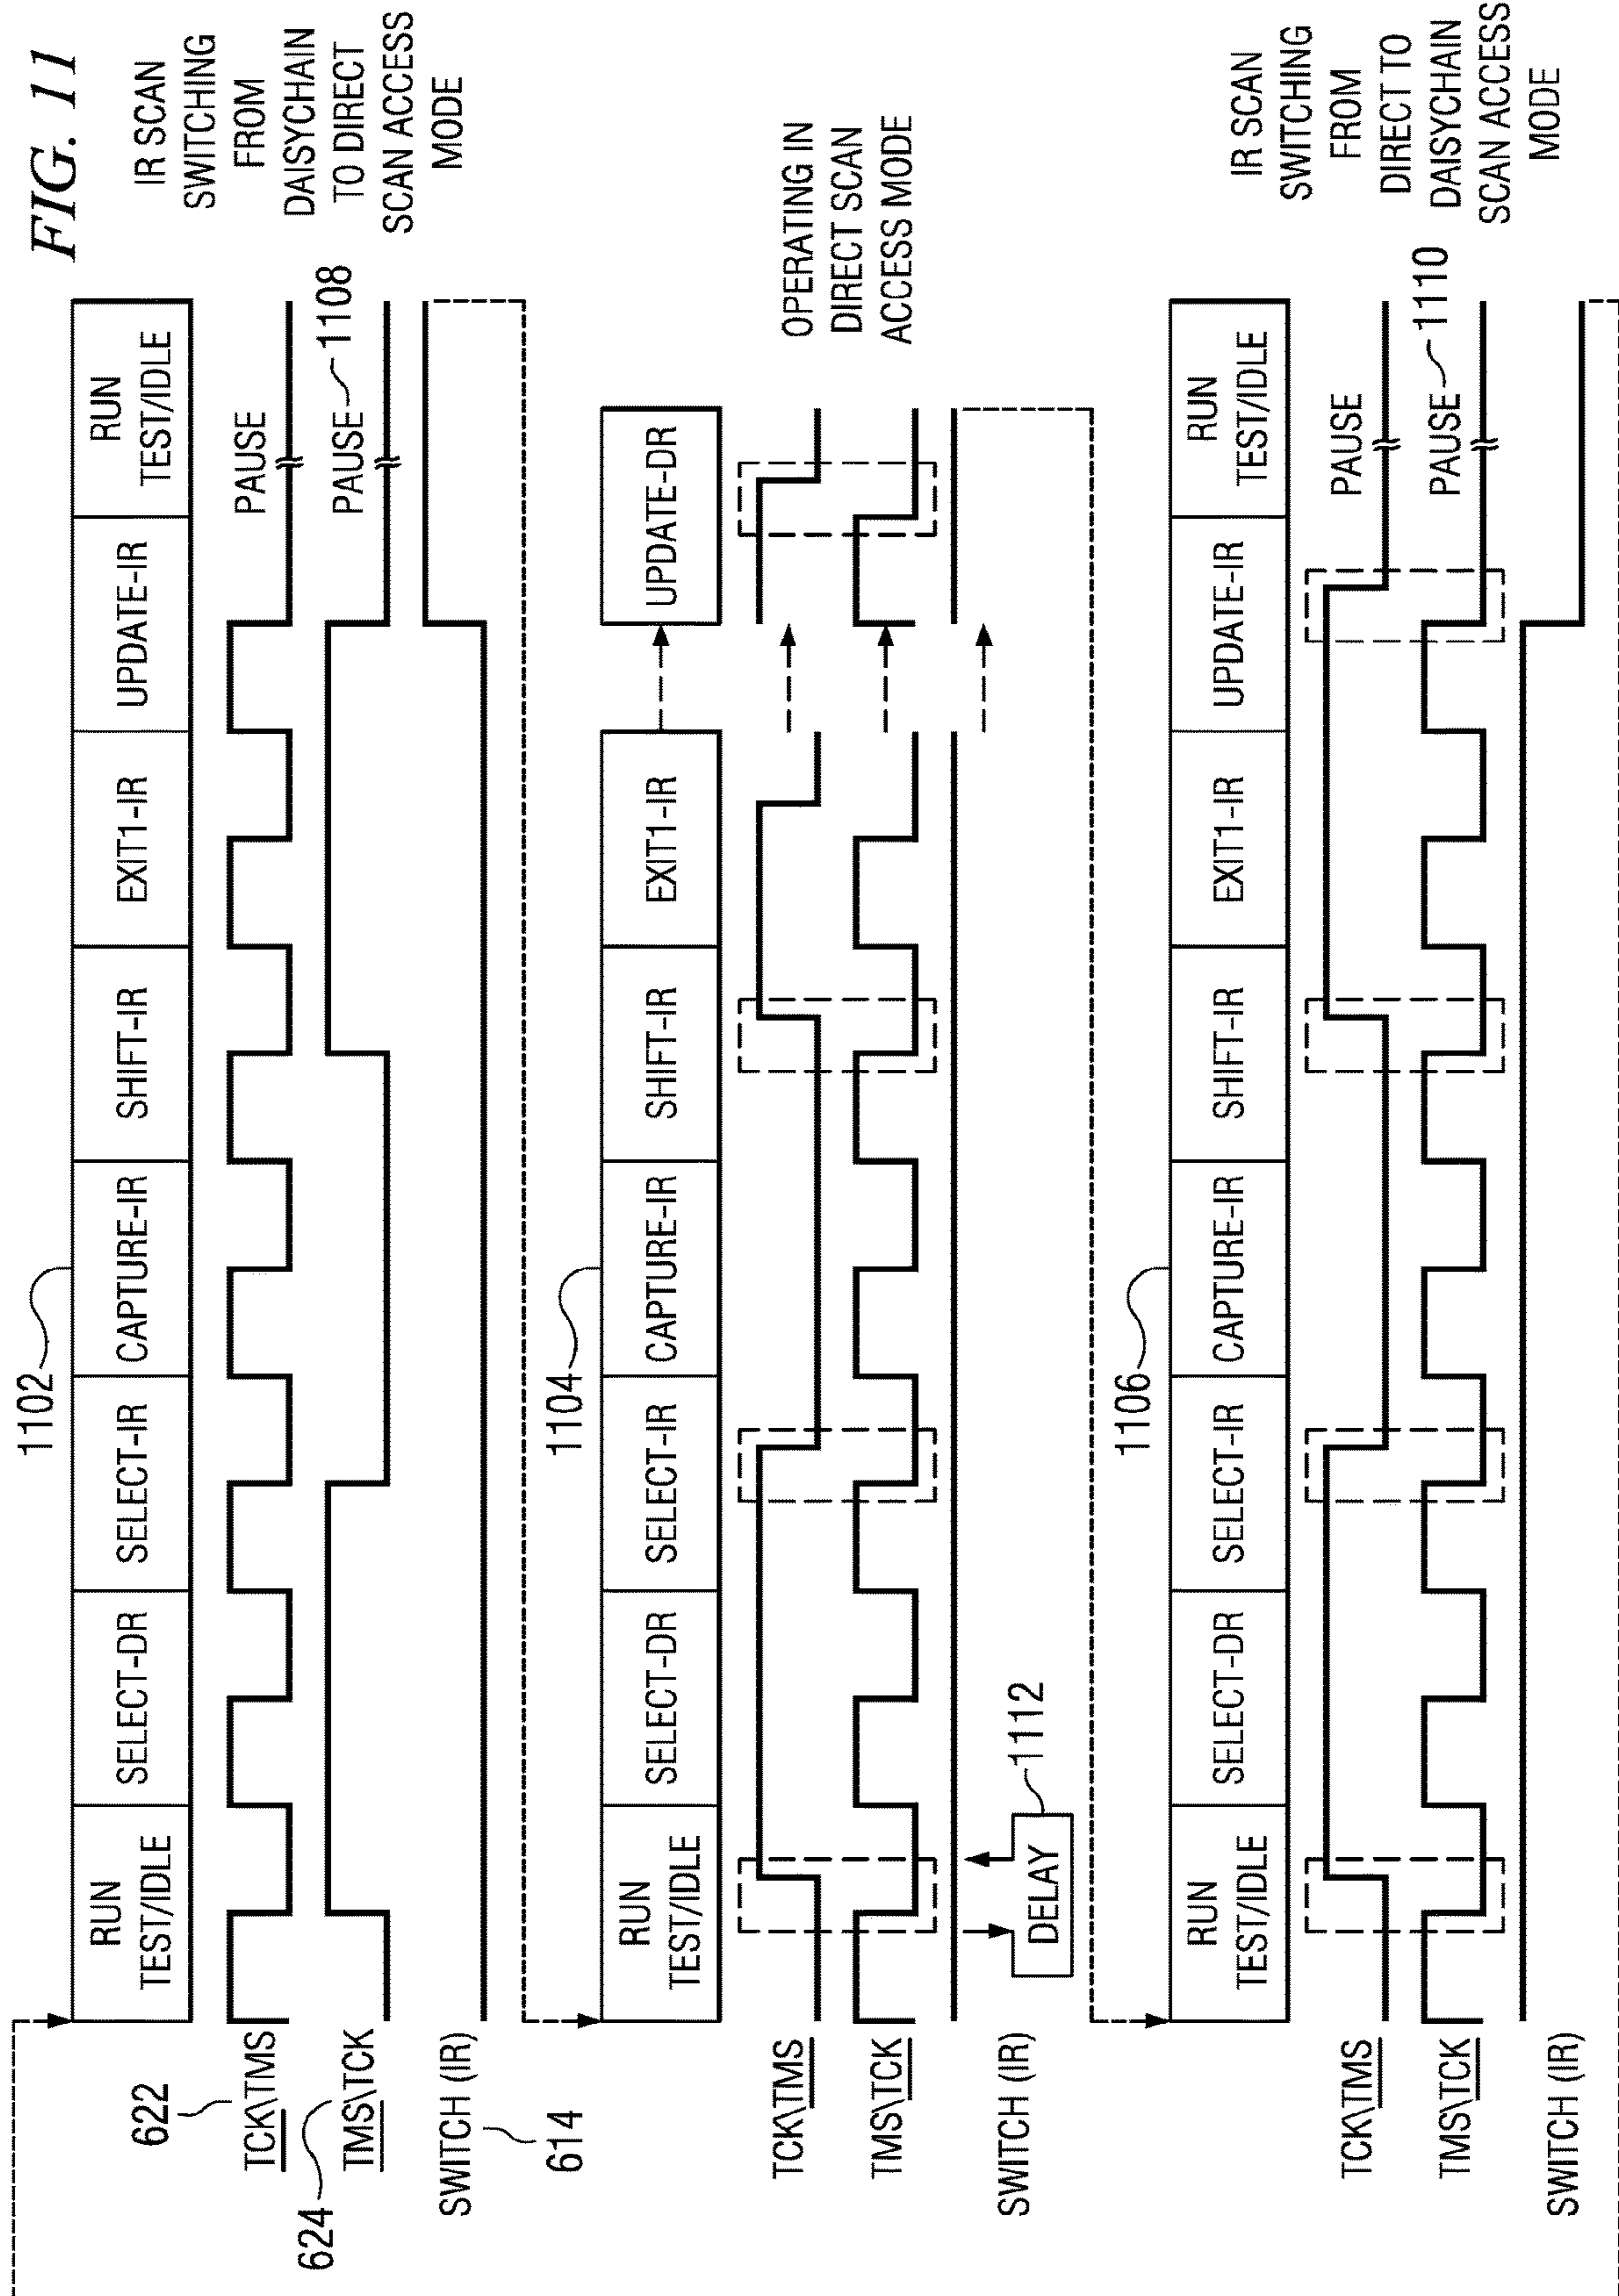 FIG. 11
1102
RUN
TEST/IDLE
SELECT-DR
SELECT-IR
CAPTURE-IR
SHIFT-IR
EXIT1-IR
UPDATE-IR
RUN
TEST/IDLE
IR SCAN
SWITCHING
FROM
DAISYCHAIN
TO DIRECT
SCAN ACCESS
MODE
622
TCK\TMS
PAUSE
624
TMS\TCK
PAUSE
1108
SWITCH (IR)
614
1104
RUN
TEST/IDLE
SELECT-DR
SELECT-IR
CAPTURE-IR
SHIFT-IR
EXIT1-IR
UPDATE-DR
OPERATING IN
DIRECT SCAN
ACCESS MODE
TCK\TMS
TMS\TCK
SWITCH (IR)
DELAY
1112
1106
RUN
TEST/IDLE
SELECT-DR
SELECT-IR
CAPTURE-IR
SHIFT-IR
EXIT1-IR
UPDATE-IR
RUN
TEST/IDLE
IR SCAN
SWITCHING
FROM
DIRECT TO
DAISYCHAIN
SCAN ACCESS
MODE
TCK\TMS
PAUSE
TMS\TCK
PAUSE
1110
SWITCH (IR)